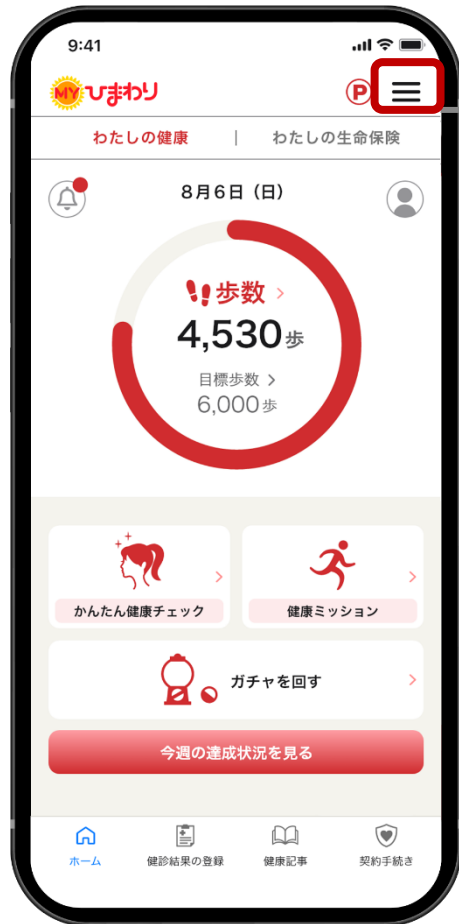 9:41
MY ひまわり
P
わたしの健康 | わたしの生命保険
8月6日（日）
歩数 >
4,530歩
目標歩数 >
6,000歩
かんたん健康チェック
健康ミッション
ガチャを回す
今週の達成状況を見る
ホーム
健診結果の登録
健康記事
契約手続き